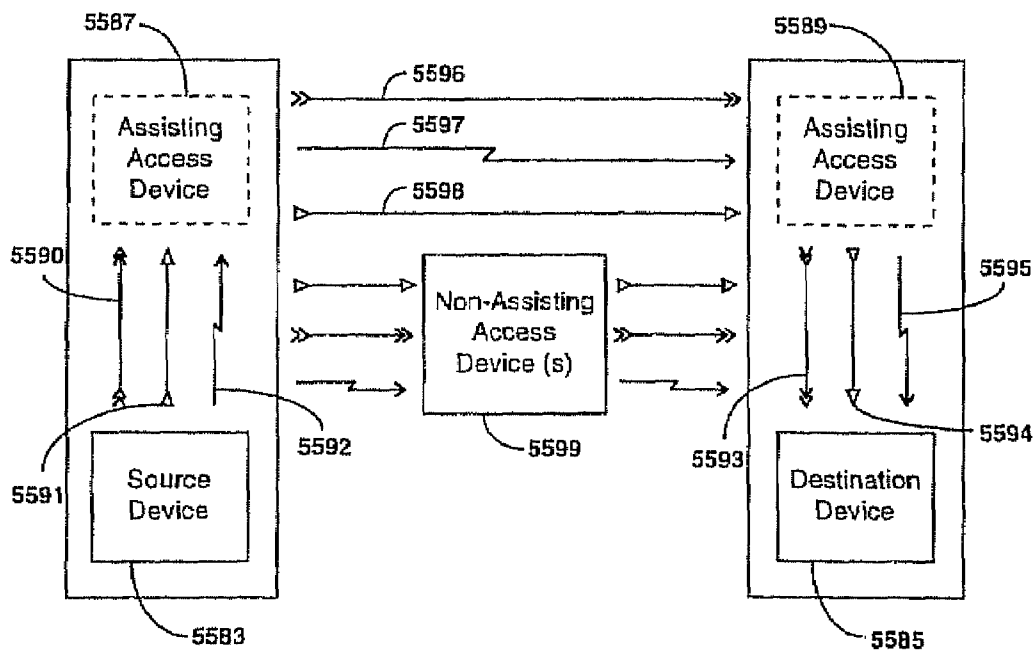 5587
5589
5596
Assisting
Access
Device
5597
Assisting
Access
Device
5598
5590
5595
Non-Assisting
Access
Device (s)
5591
5592
5599
5593
5594
Source
Device
Destination
Device
5583
5585